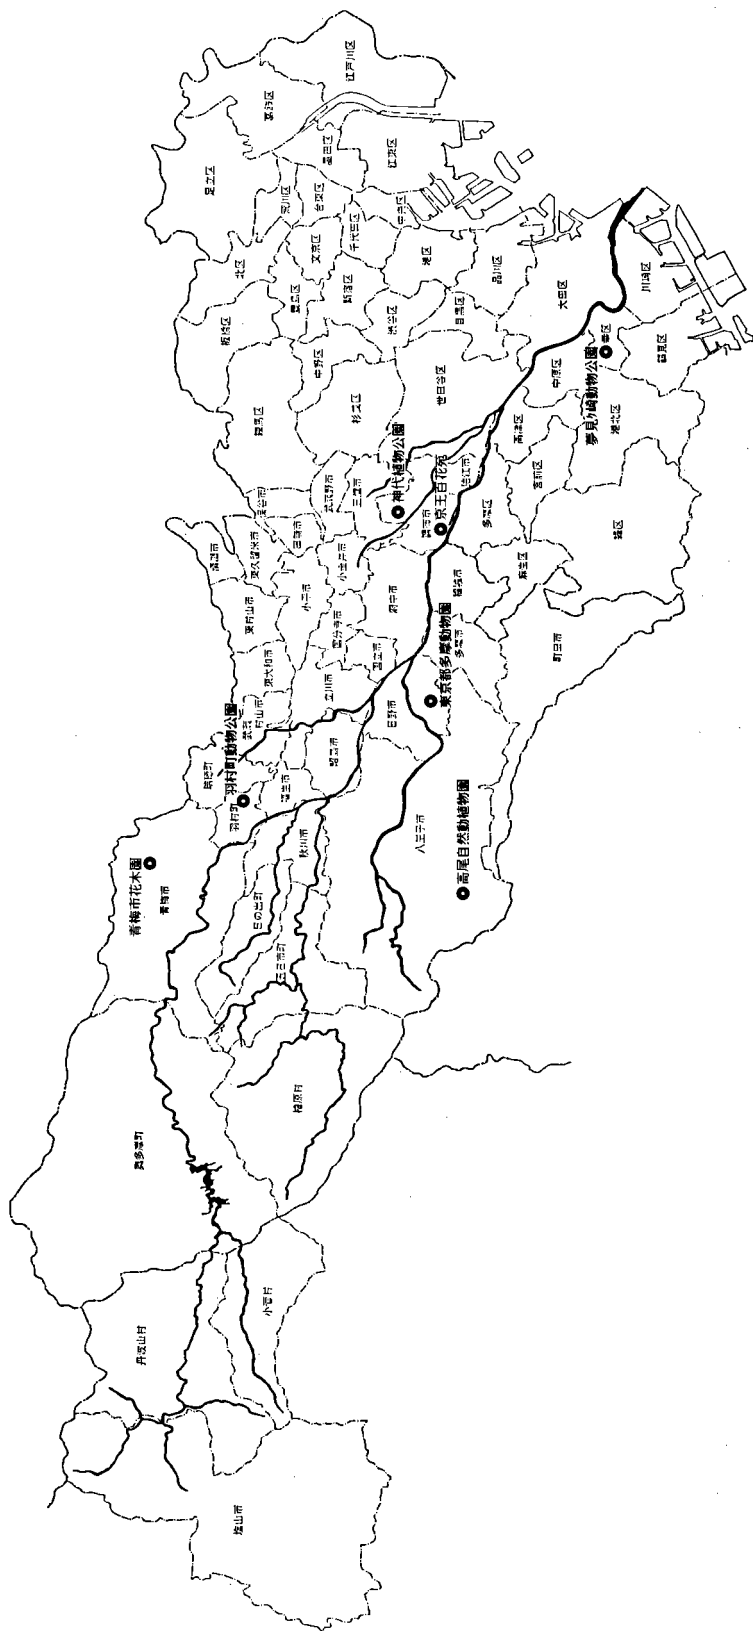 江戸川区
葛飾区
足立区
墨田区
江東区
荒川区
台東区
中央区
千代田区
文京区
北区
港区
新宿区
豊島区
品川区
板橋区
渋谷区
目黒区
大田区
川崎区
中野区
世田谷区
幸区
夢見ヶ崎動物公園
鶴見区
中原区
練馬区
杉並区
港北区
高津区
神代植物公園
京王百花苑
狛江市
調布市
三鷹市
武蔵野市
保谷市
田無市
宮前区
多摩区
緑区
麻生区
清瀬市
東久留米市
小金井市
小平市
府中市
稲城市
東村山市
国分寺市
国立市
多摩市
町田市
東京都多摩動物園
東大和市
立川市
日野市
武蔵村山市
昭島市
羽村町動物公園
瑞穂町
羽村町
福生市
秋川市
八王子市
高尾自然動植物園
青梅市花木園
青梅市
日の出町
五日市町
檜原村
奥多摩町
小菅村
丹波山村
塩山市